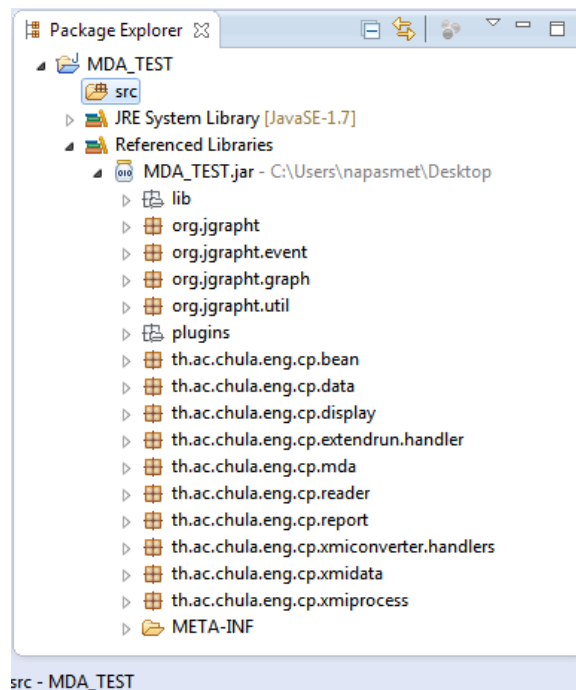 Package Explorer
MDA_TEST
src
JRE System Library [JavaSE-1.7]
Referenced Libraries
MDA_TEST.jar - C:\Users\napasmet\Desktop
lib
org.jgrapht
org.jgrapht.event
org.jgrapht.graph
org.jgrapht.util
plugins
th.ac.chula.eng.cp.bean
th.ac.chula.eng.cp.data
th.ac.chula.eng.cp.display
th.ac.chula.eng.cp.extendrun.handler
th.ac.chula.eng.cp.mda
th.ac.chula.eng.cp.reader
th.ac.chula.eng.cp.report
th.ac.chula.eng.cp.xmiconverter.handlers
th.ac.chula.eng.cp.xmidata
th.ac.chula.eng.cp.xmiprocess
META-INF
src - MDA_TEST